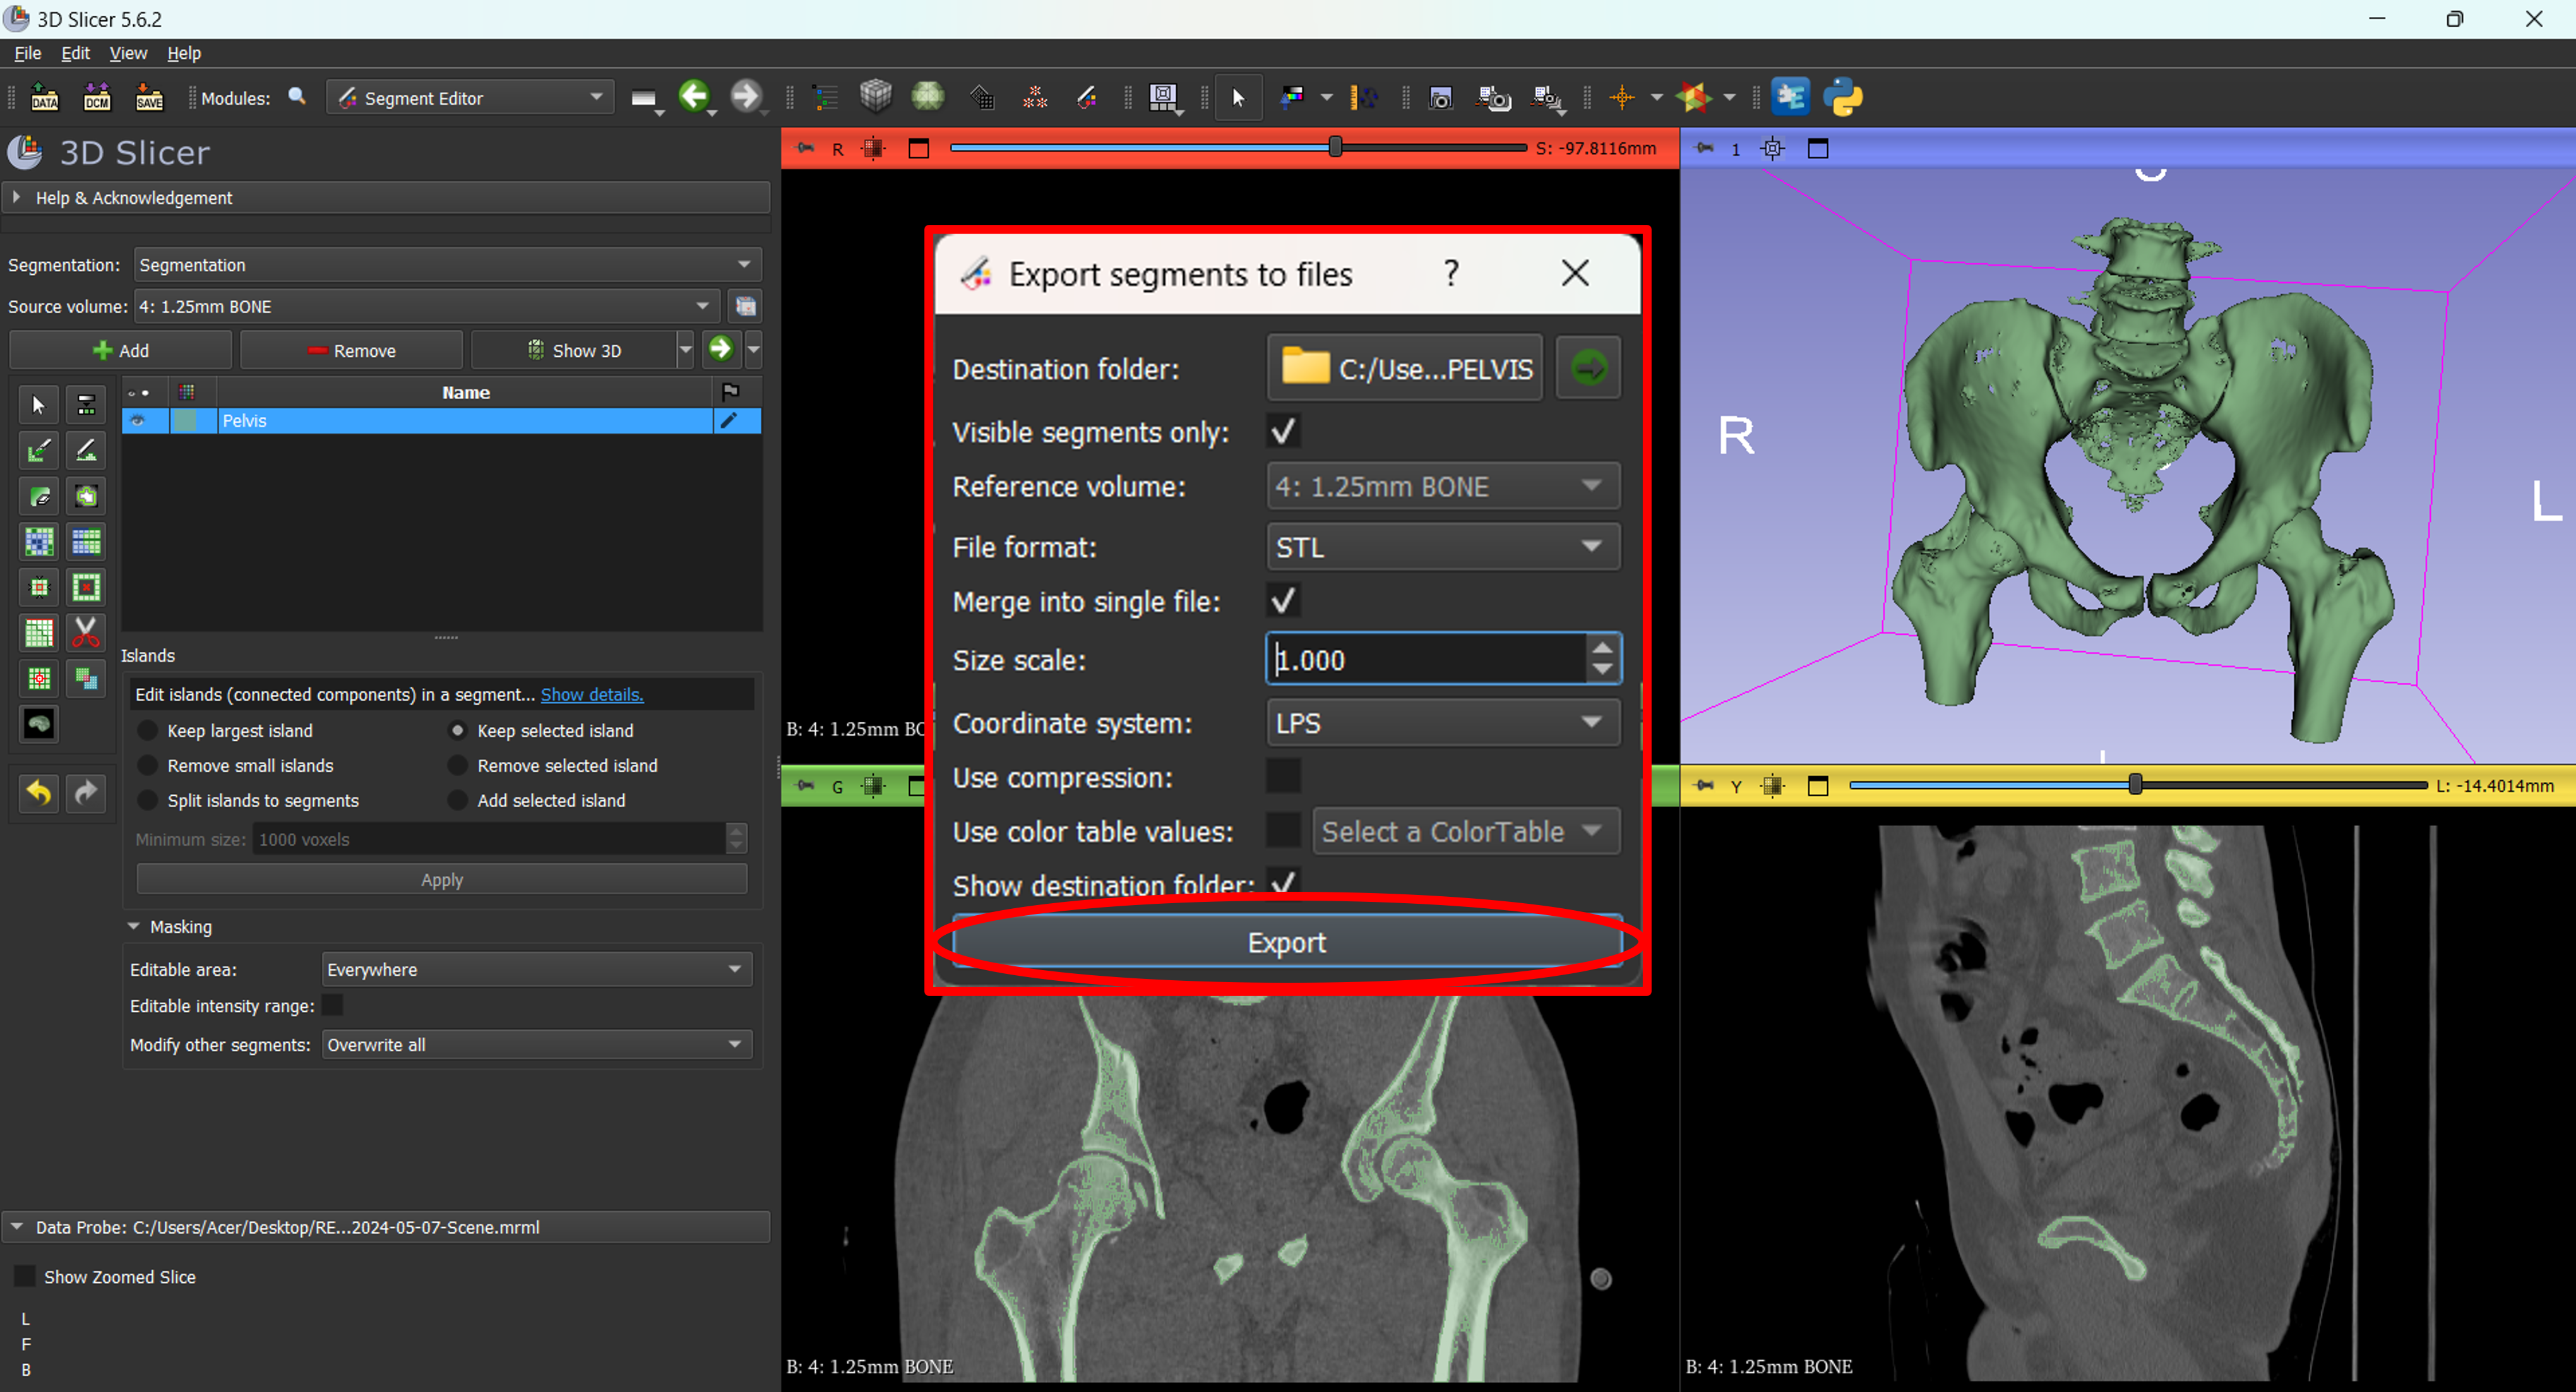 3D Slicer 5.6.2
File Edit View Help
DATA DCM SAVE Modules: Segment Editor
3D Slicer
Help & Acknowledgement
Segmentation: Segmentation
Source volume: 4: 1.25mm BONE
Add Remove Show 3D
Name
Pelvis
Islands
Edit islands (connected components) in a segment... Show details.
Keep largest island Keep selected island
Remove small islands Remove selected island
Split islands to segments Add selected island
Minimum size: 1000 voxels
Apply
Masking
Editable area: Everywhere
Editable intensity range:
Modify other segments: Overwrite all
Data Probe: C:/Users/Acer/Desktop/RE...2024-05-07-Scene.mrml
Show Zoomed Slice
L
F
B
R S: -97.8116mm
B: 4: 1.25mm BO
Export segments to files ?
Destination folder: C:/Use...PELVIS
Visible segments only:
Reference volume: 4: 1.25mm BONE
File format: STL
Merge into single file:
Size scale: 1.000
Coordinate system: LPS
Use compression:
Use color table values: Select a ColorTable
Show destination folder:
Export
1
R
L
G
B: 4: 1.25mm BONE
Y L: -14.4014mm
B: 4: 1.25mm BONE